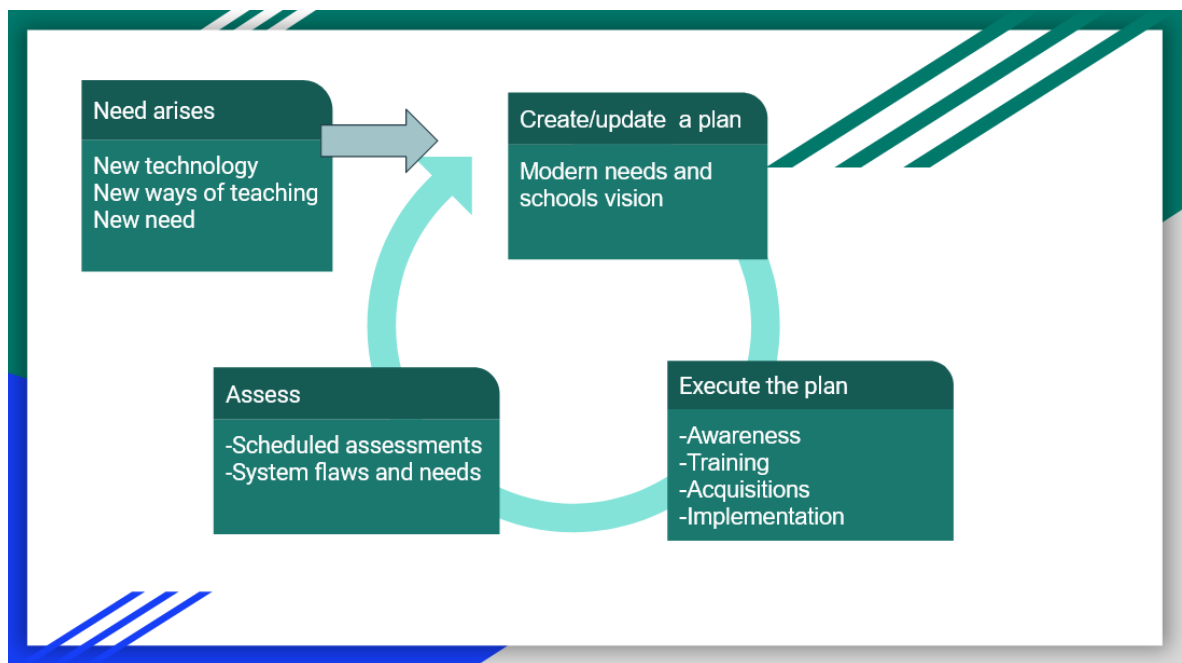 Need arises
New technology
New ways of teaching
New need
Create/update a plan
Modern needs and
schools vision
Assess
-Scheduled assessments
-System flaws and needs
Execute the plan
-Awareness
-Training
-Acquisitions
-Implementation